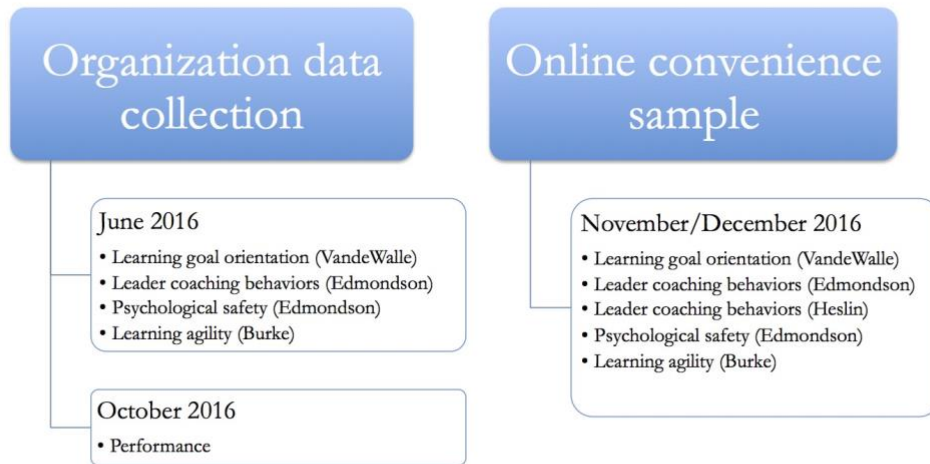 Organization data
collection
June 2016
• Learning goal orientation (VandeWalle)
• Leader coaching behaviors (Edmondson)
• Psychological safety (Edmondson)
• Learning agility (Burke)
October 2016
• Performance
Online convenience
sample
November/December 2016
• Learning goal orientation (VandeWalle)
• Leader coaching behaviors (Edmondson)
• Leader coaching behaviors (Heslin)
• Psychological safety (Edmondson)
• Learning agility (Burke)